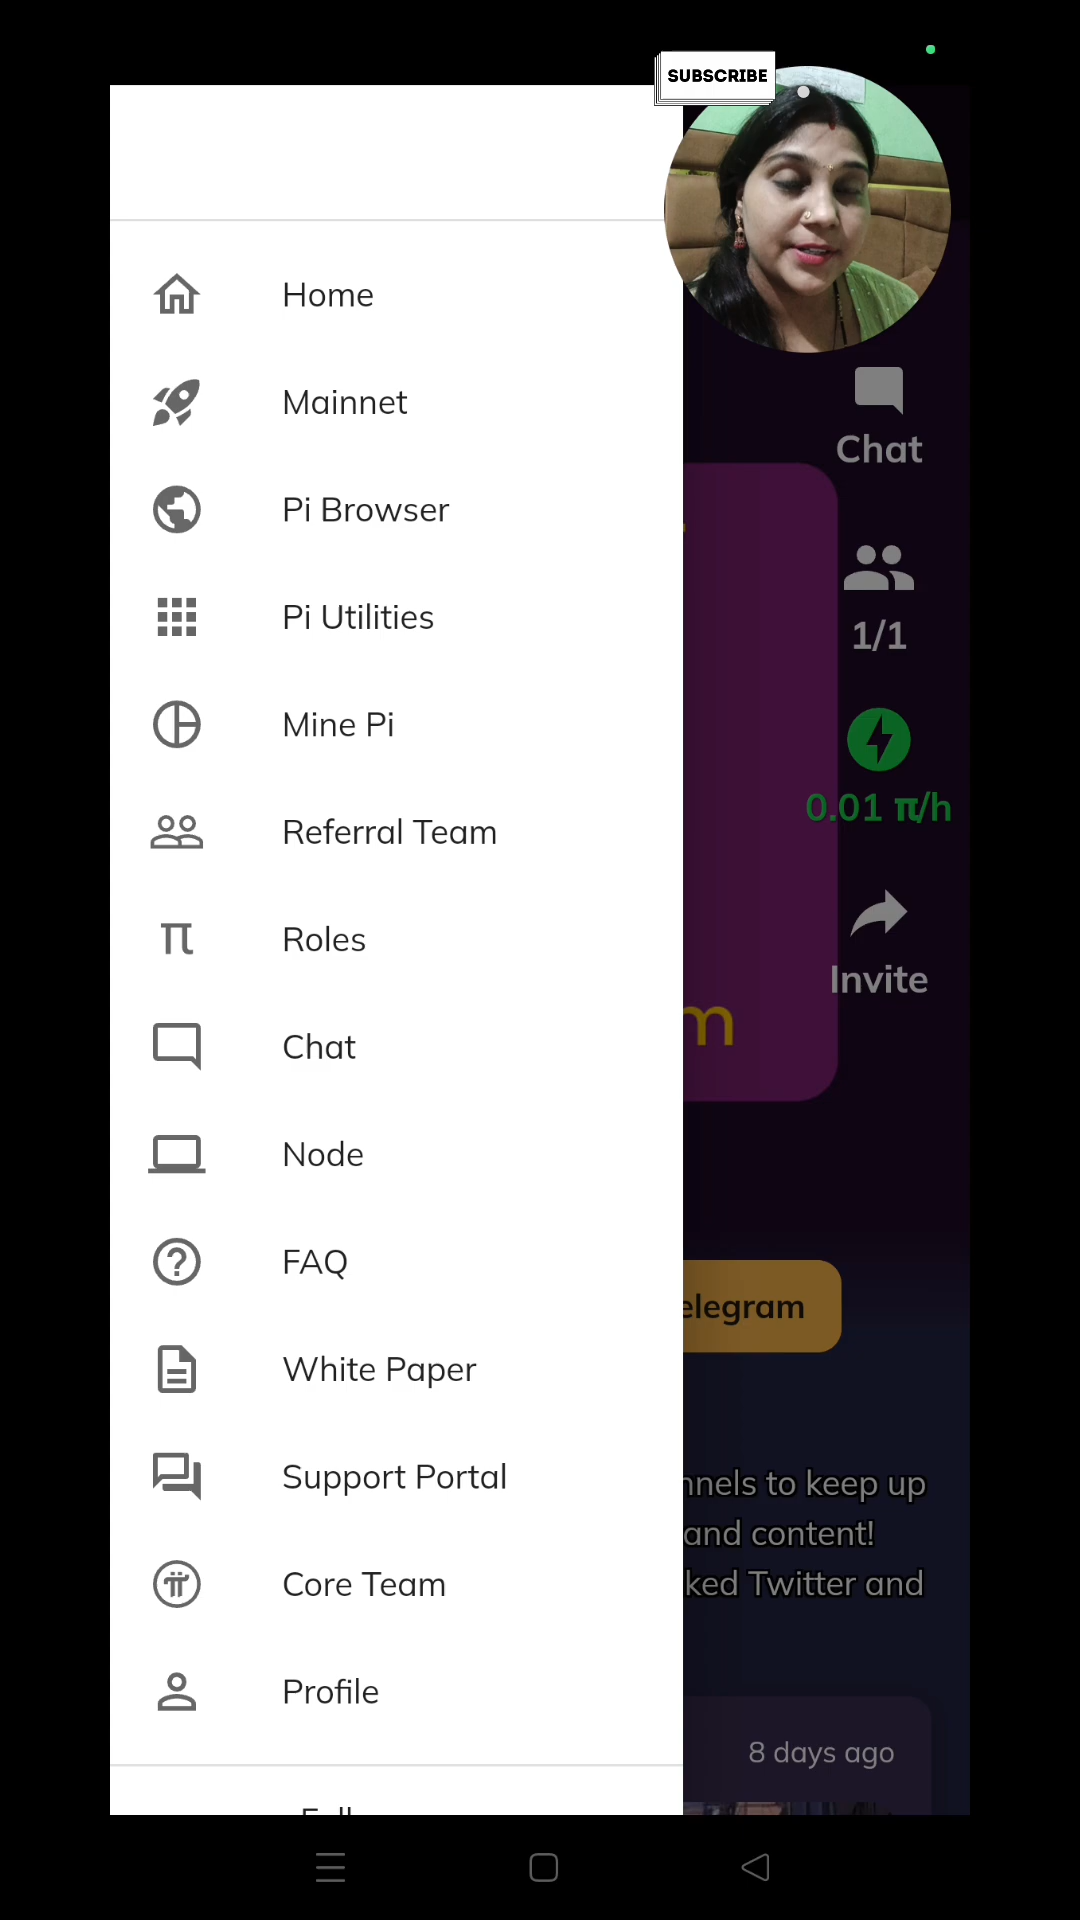 SUBSCRIBE
Home
Mainnet
Pi Browser
Pi Utilities
Mine Pi
Referral Team
Roles
Chat
Node
FAQ
White Paper
Support Portal
Core Team
Profile
Chat
1/1
0.01 π/h
Invite
m
elegram
nnels to keep up
and content!
ked Twitter and
8 days ago